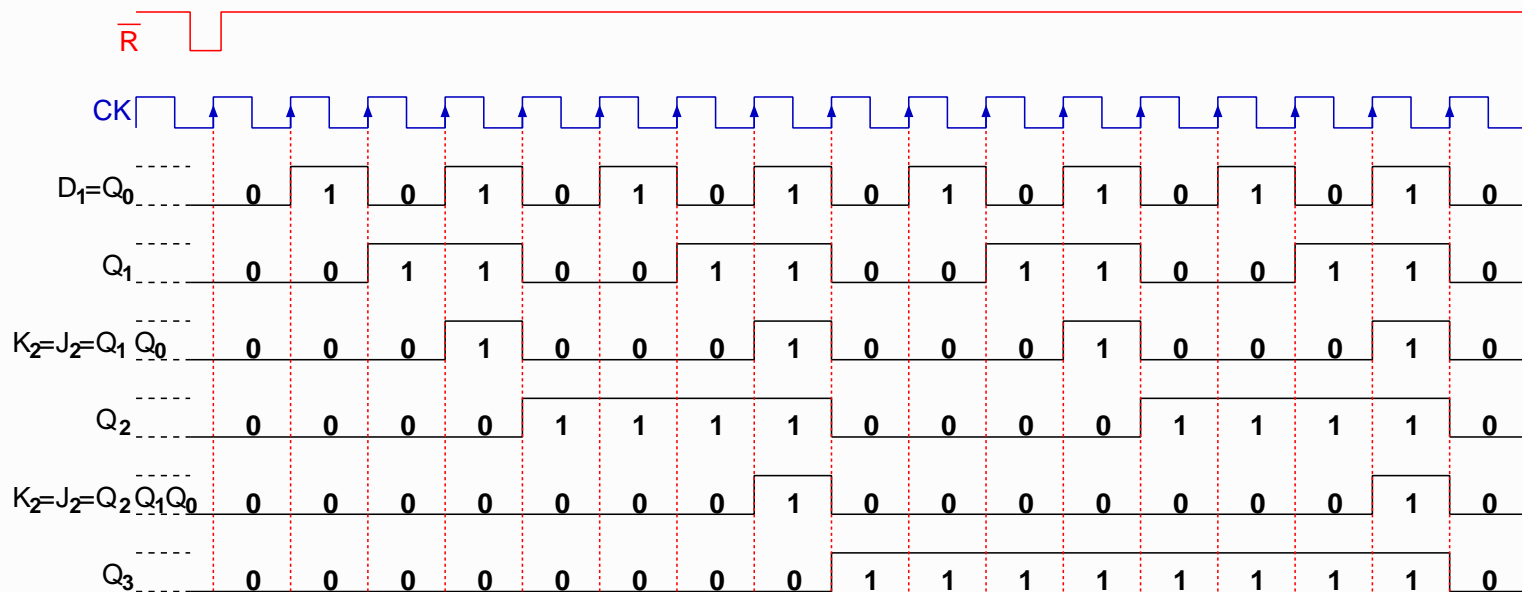 R
CK
D1=Q0 0 1 0 1 0 1 0 1 0 1 0 1 0 1 0 1 0
Q1 0 0 1 1 0 0 1 1 0 0 1 1 0 0 1 1 0
K2=J2=Q1 Q0 0 0 0 1 0 0 0 1 0 0 0 1 0 0 0 1 0
Q2 0 0 0 0 1 1 1 1 0 0 0 0 1 1 1 1 0
K2=J2=Q2 Q1Q0 0 0 0 0 0 0 0 1 0 0 0 0 0 0 0 1 0
Q3 0 0 0 0 0 0 0 0 1 1 1 1 1 1 1 1 0